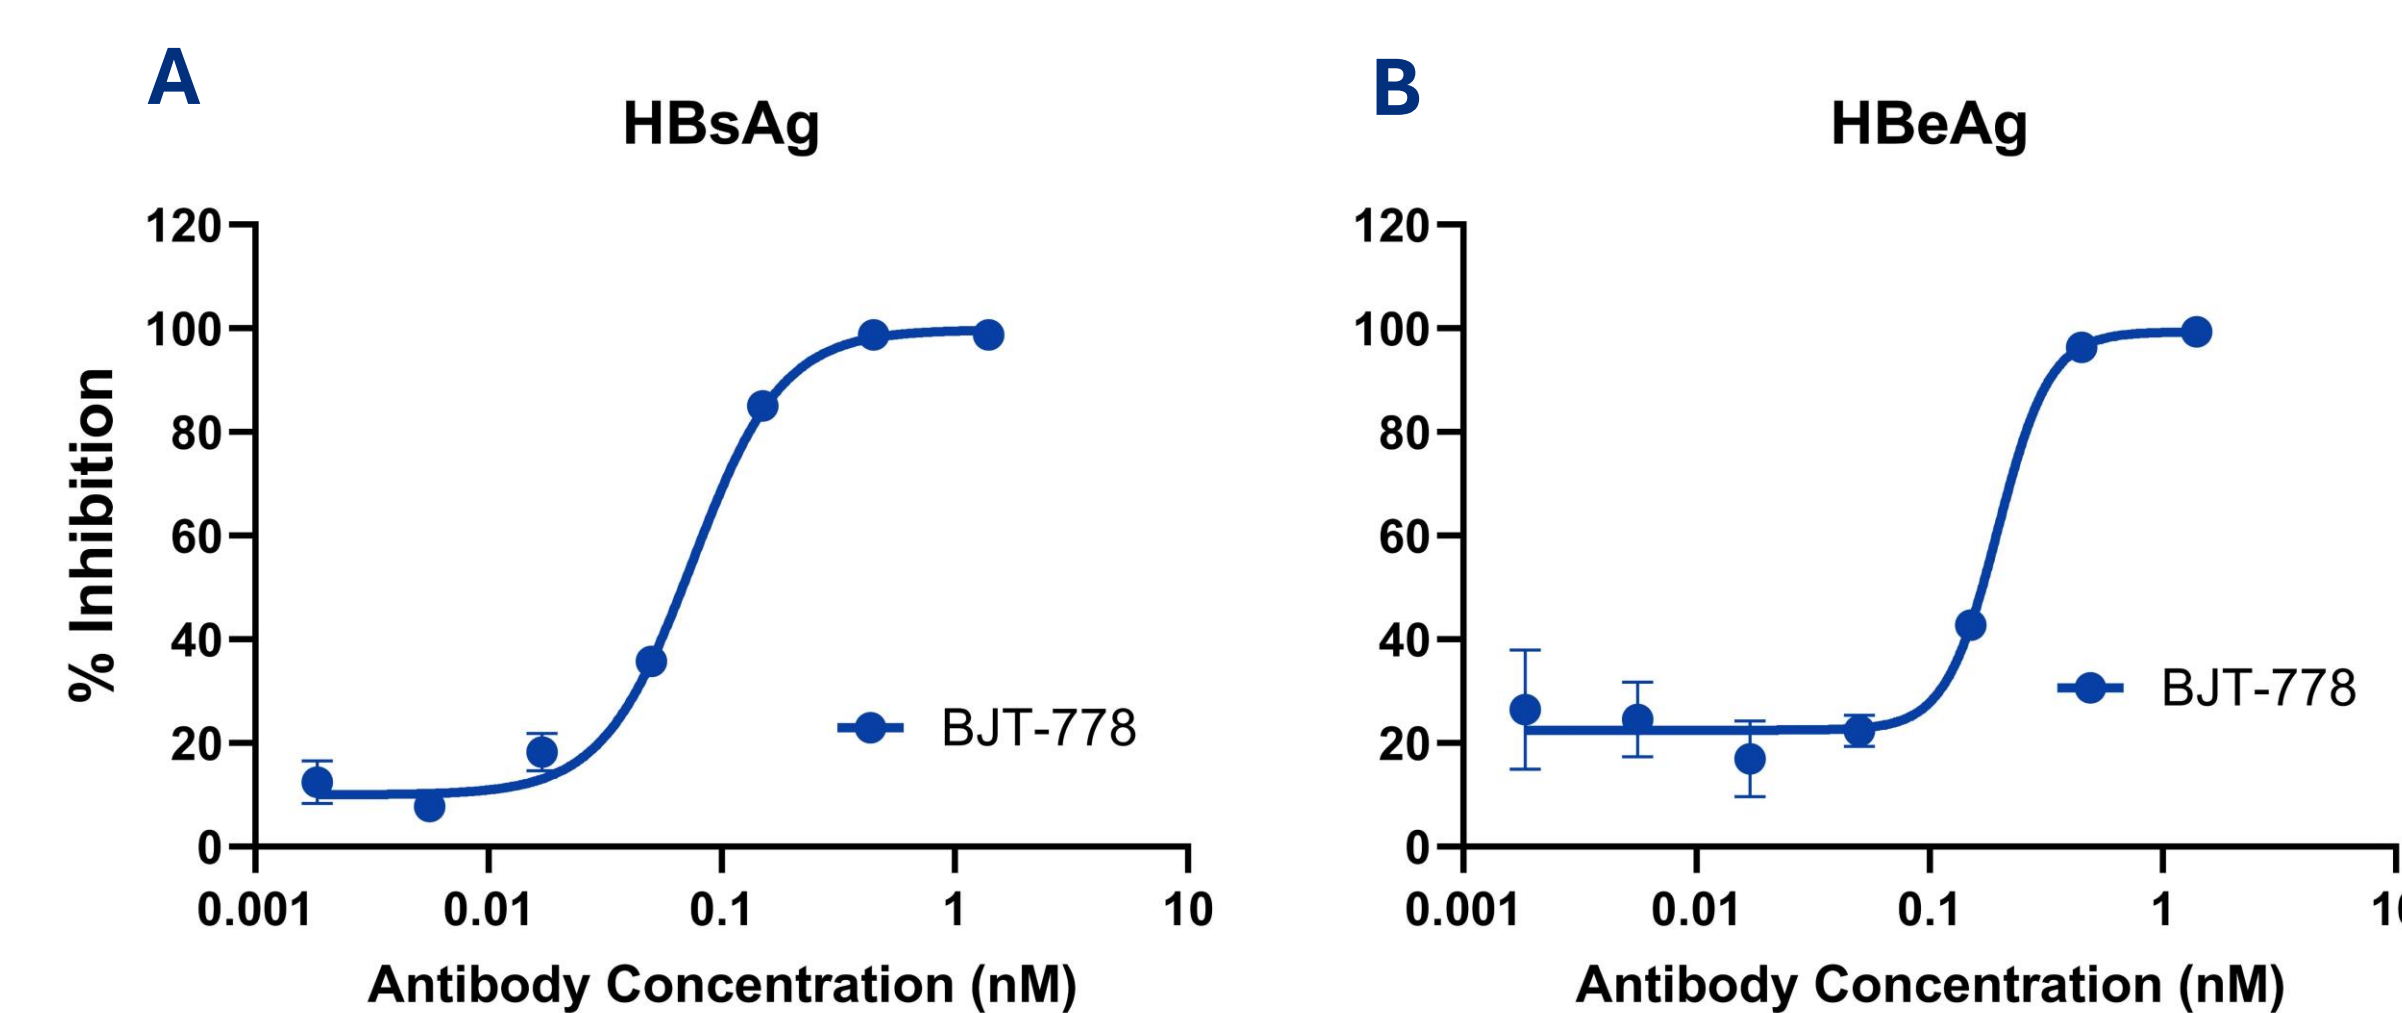 A
HBsAg
120
100
80
60
40
20
0
% Inhibition
BJT-778
0.001 0.01 0.1 1 10
Antibody Concentration (nM)
B
HBeAg
120
100
80
60
40
20
0
BJT-778
0.001 0.01 0.1 1
Antibody Concentration (nM)